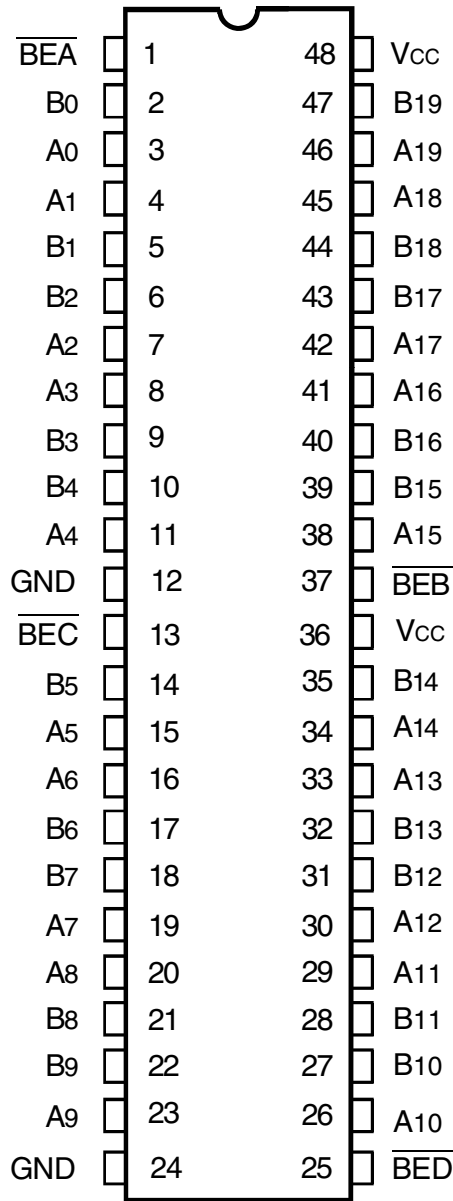 B̅E̅A̅ 1 48 VCC
B0 2 47 B19
A0 3 46 A19
A1 4 45 A18
B1 5 44 B18
B2 6 43 B17
A2 7 42 A17
A3 8 41 A16
B3 9 40 B16
B4 10 39 B15
A4 11 38 A15
GND 12 37 B̅E̅B̅
B̅E̅C̅ 13 36 VCC
B5 14 35 B14
A5 15 34 A14
A6 16 33 A13
B6 17 32 B13
B7 18 31 B12
A7 19 30 A12
A8 20 29 A11
B8 21 28 B11
B9 22 27 B10
A9 23 26 A10
GND 24 25 B̅E̅D̅